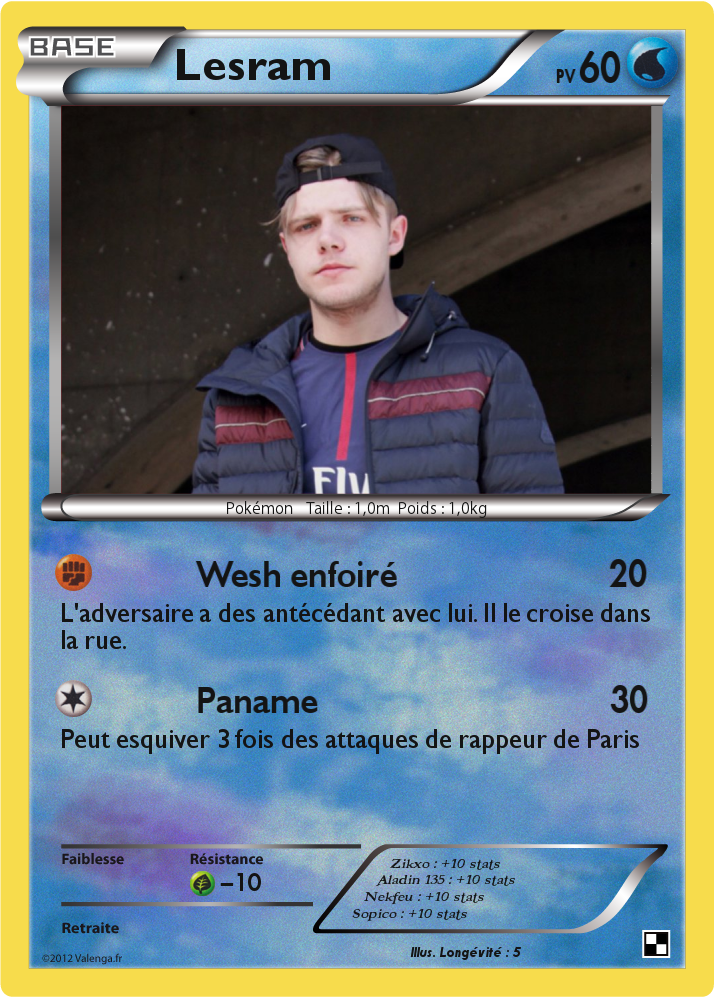 BASE
Lesram
PV 60
Pokémon Taille : 1,0m Poids : 1,0kg
Wesh enfoiré 20
L'adversaire a des antécédant avec lui. Il le croise dans
la rue.
Paname 30
Peut esquiver 3 fois des attaques de rappeur de Paris
Faiblesse Résistance
–10
Retraite
Zikxo : +10 stats
Aladin 135 : +10 stats
Nekfeu : +10 stats
Sopico : +10 stats
Illus. Longévité : 5
©2012 Valenga.fr